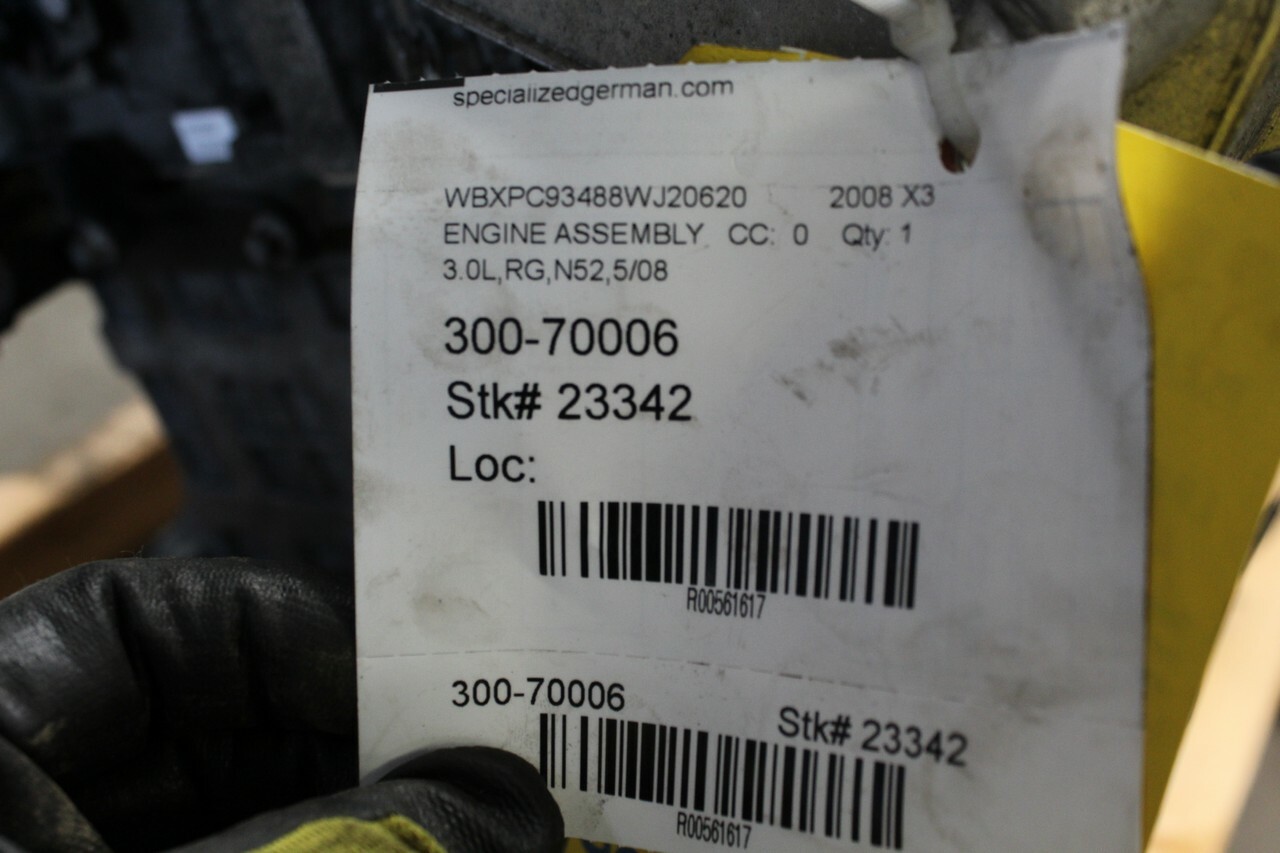 specializedgerman.com
WBXPC93488WJ20620 2008 X3
ENGINE ASSEMBLY CC: 0 Qty: 1
3.0L,RG,N52,5/08
300-70006
Stk# 23342
Loc:
R00561617
300-70006
Stk# 23342
R00561617